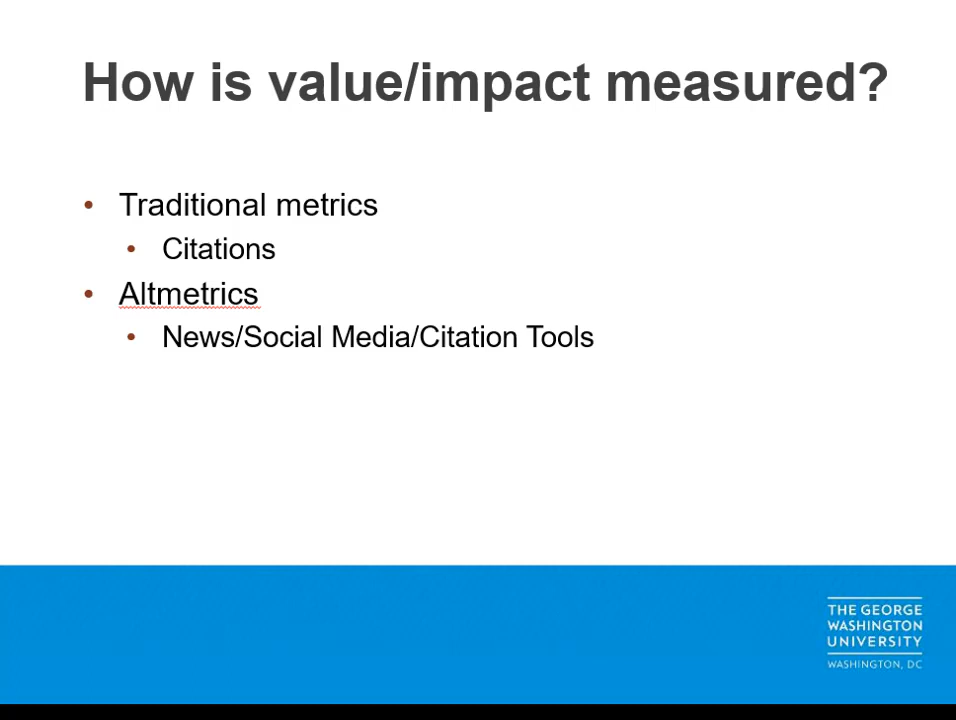 How is value/impact measured?
• Traditional metrics
• Citations
• Altmetrics
• News/Social Media/Citation Tools
THE GEORGE
WASHINGTON
UNIVERSITY
WASHINGTON, DC